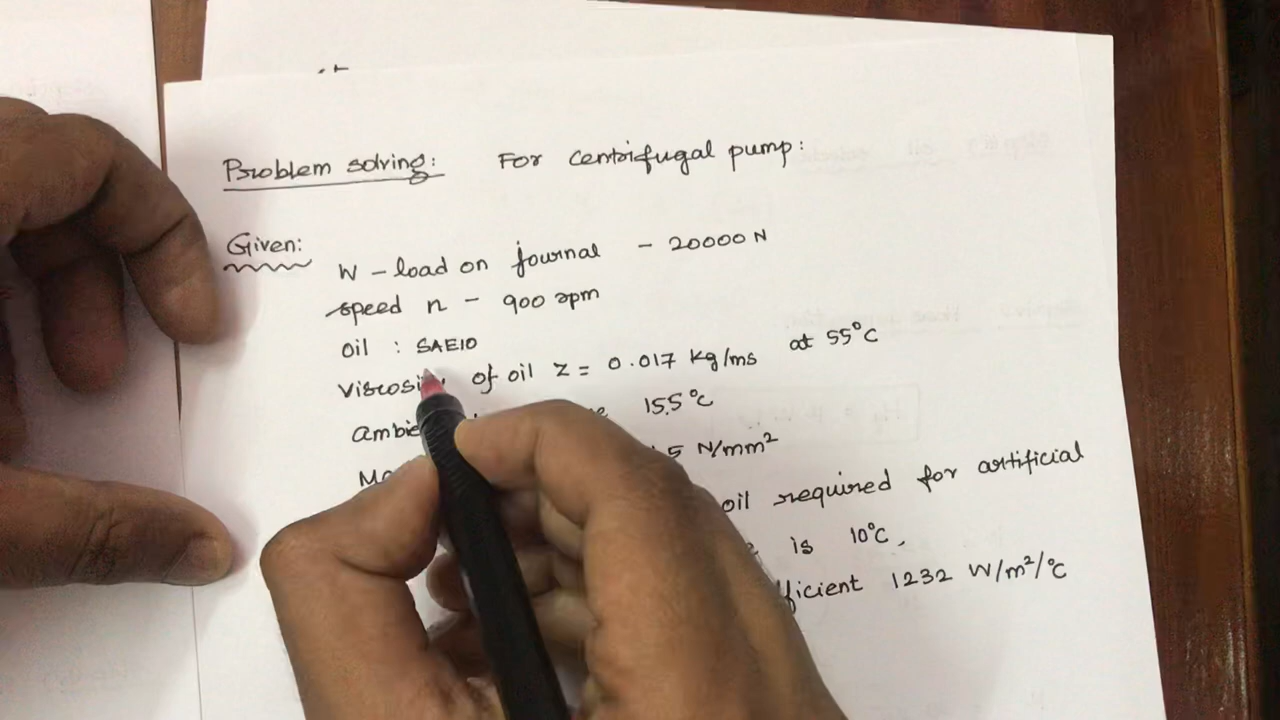 Problem solving: For centrifugal pump:
Given:
W - load on journal - 20000 N
speed n - 900 rpm
oil : SAE10
of oil Z = 0.017 kg/ms at 55°C
15.5°C
5 N/mm²
oil required for artificial
is 10°C.
1232 W/m²/°C